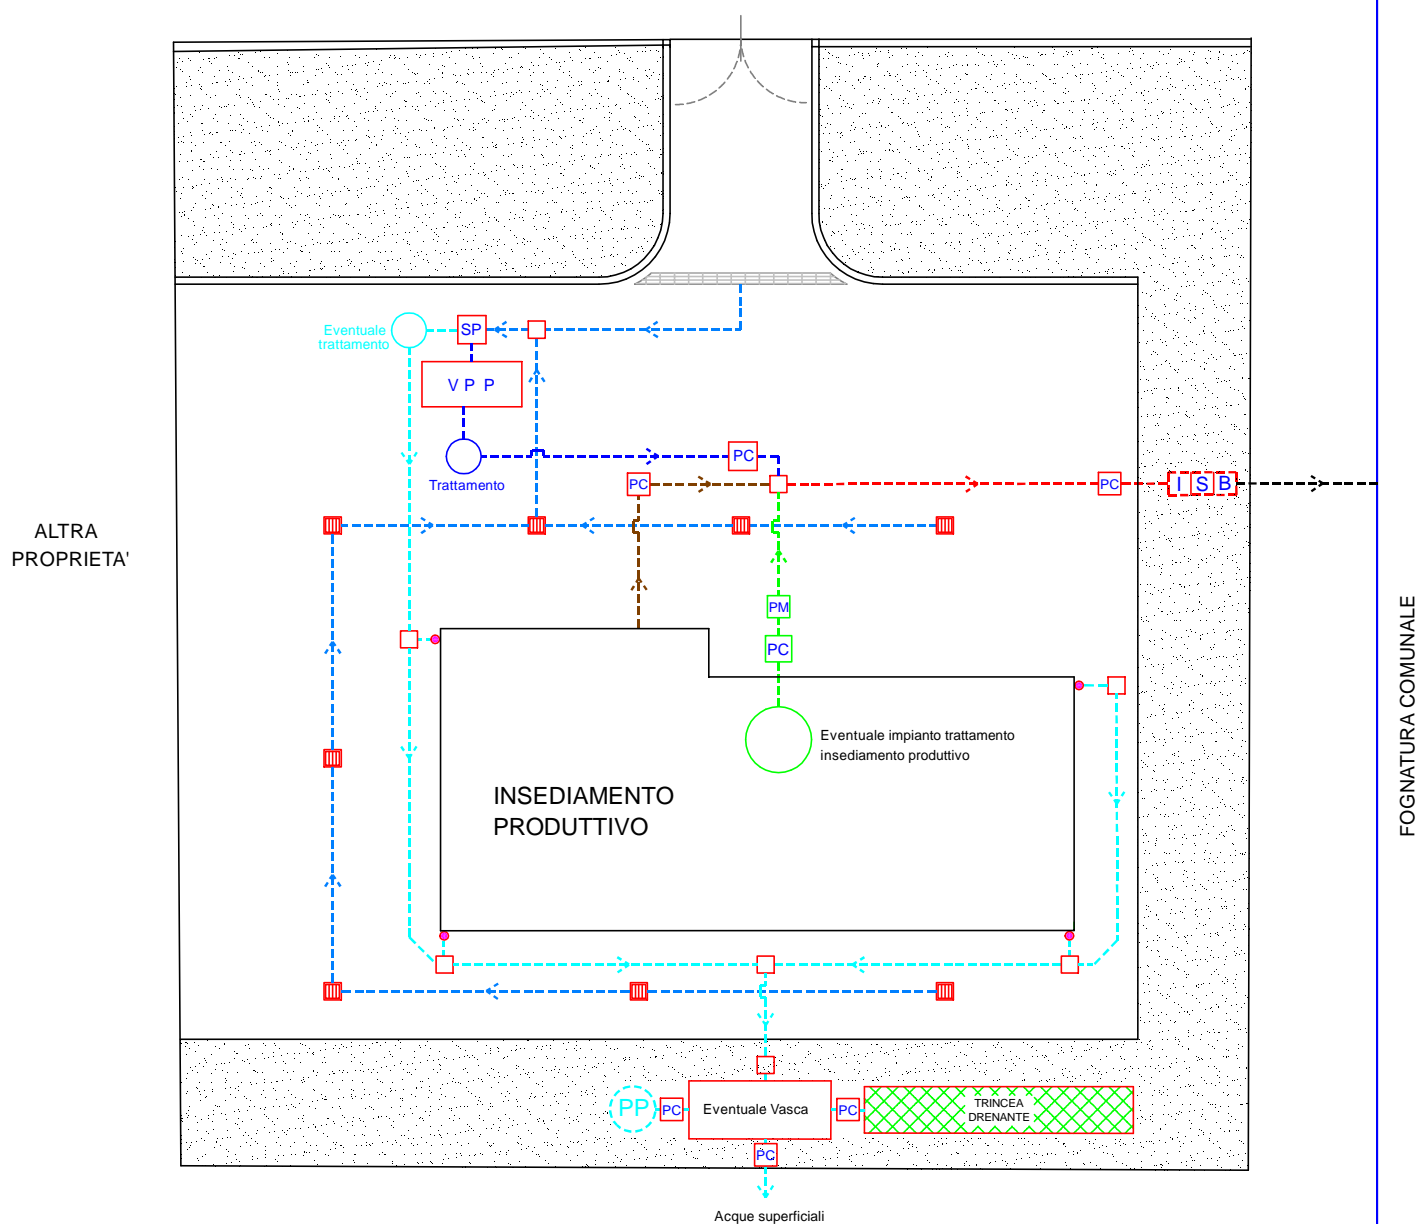 Eventuale
trattamento
SP
V P P
Trattamento
PC
PC
PC
I S B
ALTRA
PROPRIETA'
PM
PC
FOGNATURA COMUNALE
Eventuale impianto trattamento
insediamento produttivo
INSEDIAMENTO
PRODUTTIVO
PP
PC
Eventuale Vasca
PC
TRINCEA
DRENANTE
PC
Acque superficiali